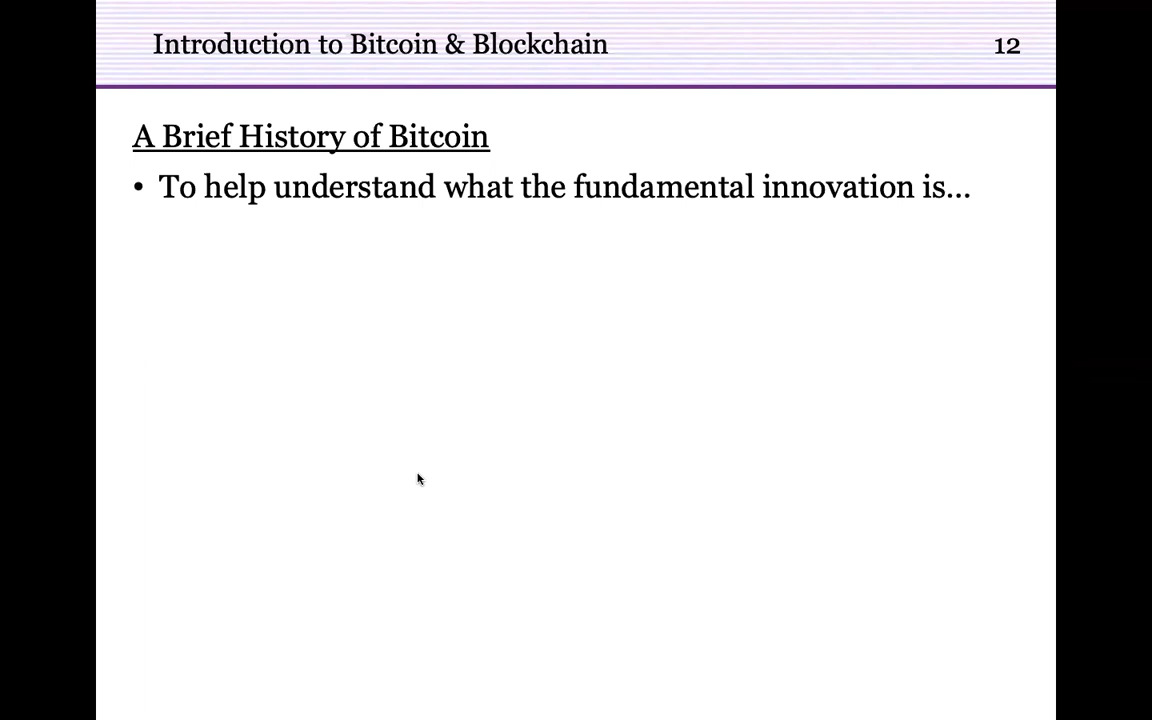 Introduction to Bitcoin & Blockchain 12
A Brief History of Bitcoin
• To help understand what the fundamental innovation is...